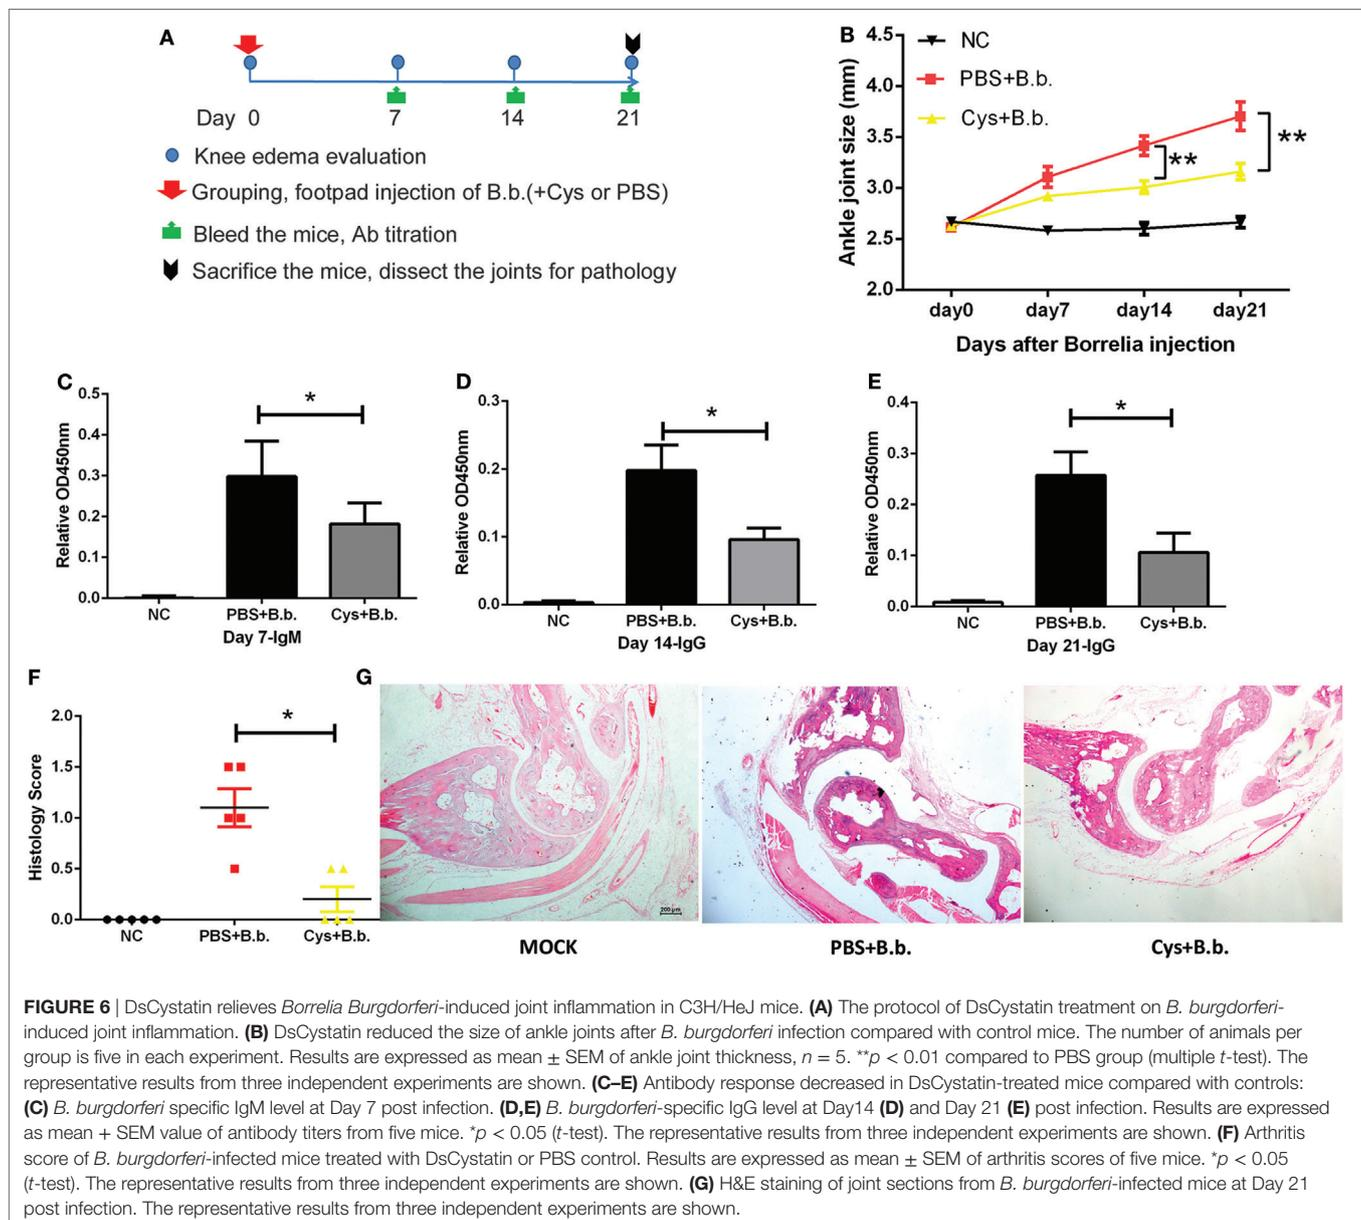 A
Day 0 7 14 21
Knee edema evaluation
Grouping, footpad injection of B.b.(+Cys or PBS)
Bleed the mice, Ab titration
Sacrifice the mice, dissect the joints for pathology
B
NC
PBS+B.b.
Cys+B.b.
Ankle joint size (mm)
4.5
4.0
3.5
3.0
2.5
2.0
**
**
day0 day7 day14 day21
Days after Borrelia injection
C
Relative OD450nm
0.5
0.4
0.3
0.2
0.1
0.0
*
NC PBS+B.b. Cys+B.b.
Day 7-IgM
D
Relative OD450nm
0.3
0.2
0.1
0.0
*
NC PBS+B.b. Cys+B.b.
Day 14-IgG
E
Relative OD450nm
0.4
0.3
0.2
0.1
0.0
*
NC PBS+B.b. Cys+B.b.
Day 21-IgG
F
Histology Score
2.0
1.5
1.0
0.5
0.0
*
NC PBS+B.b. Cys+B.b.
G
200 μm
MOCK PBS+B.b. Cys+B.b.
FIGURE 6 | DsCystatin relieves Borrelia Burgdorferi-induced joint inflammation in C3H/HeJ mice. (A) The protocol of DsCystatin treatment on B. burgdorferi-
induced joint inflammation. (B) DsCystatin reduced the size of ankle joints after B. burgdorferi infection compared with control mice. The number of animals per
group is five in each experiment. Results are expressed as mean ± SEM of ankle joint thickness, n = 5. **p < 0.01 compared to PBS group (multiple t-test). The
representative results from three independent experiments are shown. (C–E) Antibody response decreased in DsCystatin-treated mice compared with controls:
(C) B. burgdorferi specific IgM level at Day 7 post infection. (D,E) B. burgdorferi-specific IgG level at Day14 (D) and Day 21 (E) post infection. Results are expressed
as mean + SEM value of antibody titers from five mice. *p < 0.05 (t-test). The representative results from three independent experiments are shown. (F) Arthritis
score of B. burgdorferi-infected mice treated with DsCystatin or PBS control. Results are expressed as mean ± SEM of arthritis scores of five mice. *p < 0.05
(t-test). The representative results from three independent experiments are shown. (G) H&E staining of joint sections from B. burgdorferi-infected mice at Day 21
post infection. The representative results from three independent experiments are shown.